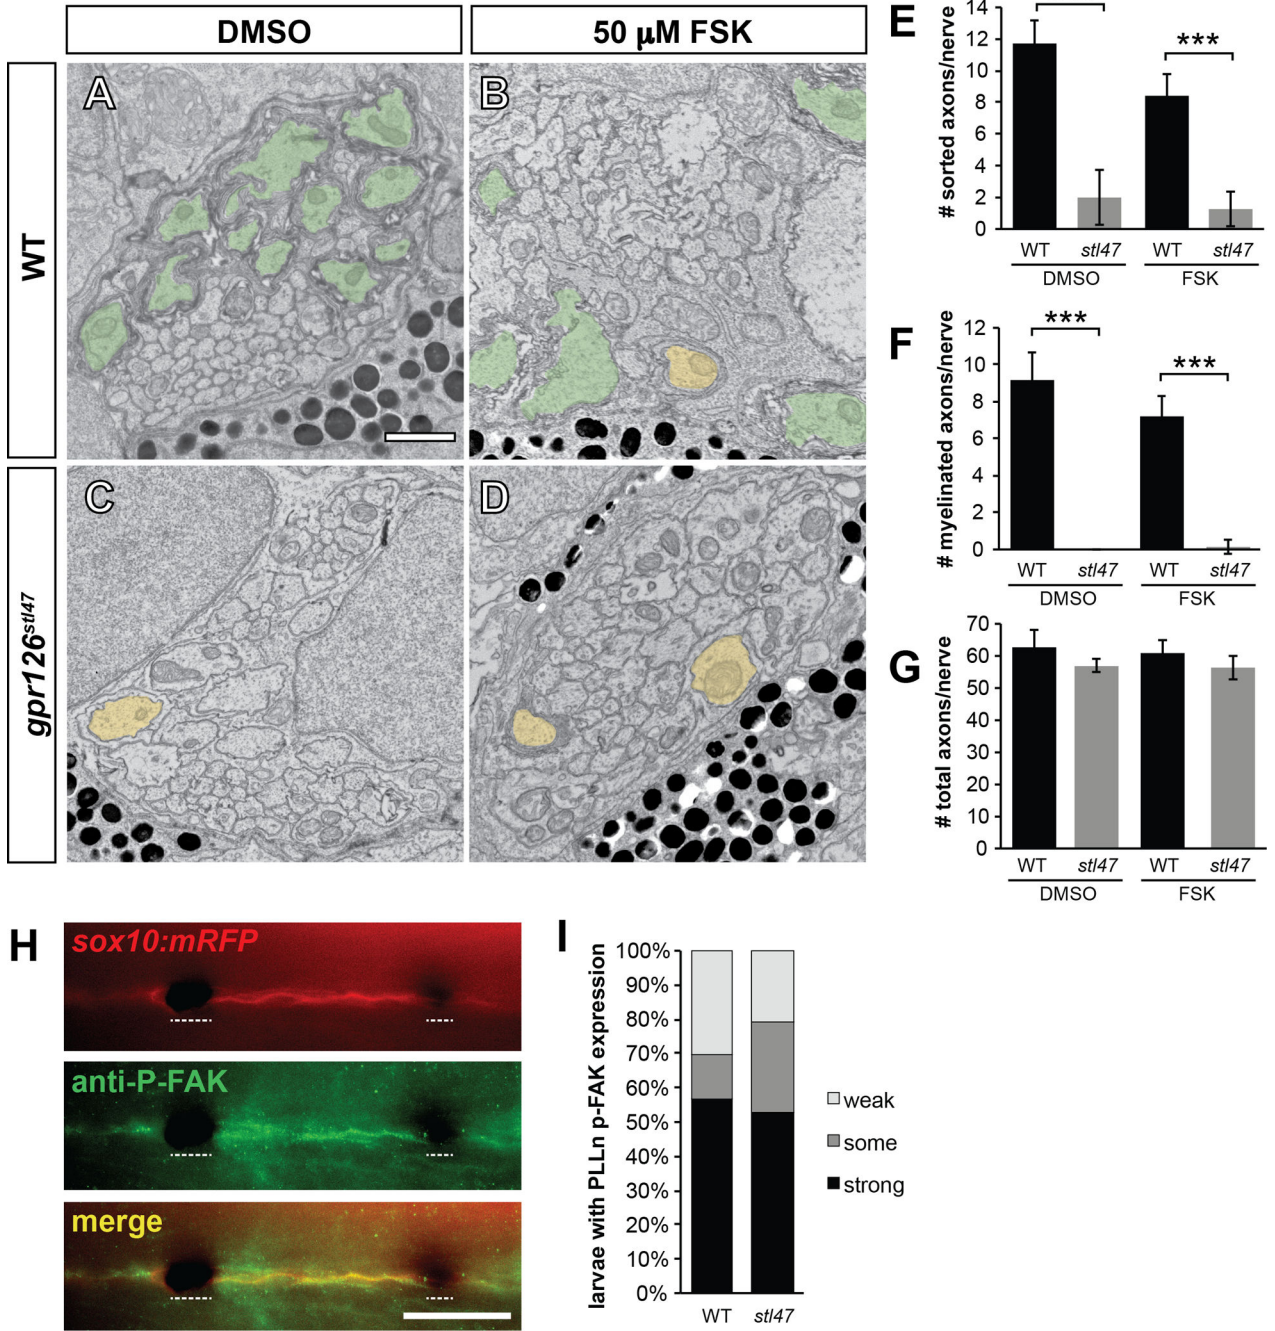 DMSO
50 µM FSK
WT
gpr126stl47
A
B
C
D
E
# sorted axons/nerve
14
12
10
8
6
4
2
0
***
WT stl47 WT stl47
DMSO FSK
F
# myelinated axons/nerve
12
10
8
6
4
2
0
***
***
WT stl47 WT stl47
DMSO FSK
G
# total axons/nerve
70
60
50
40
30
20
10
0
WT stl47 WT stl47
DMSO FSK
H
sox10:mRFP
anti-P-FAK
merge
I
larvae with PLLn p-FAK expression
100%
90%
80%
70%
60%
50%
40%
30%
20%
10%
0%
WT stl47
weak
some
strong